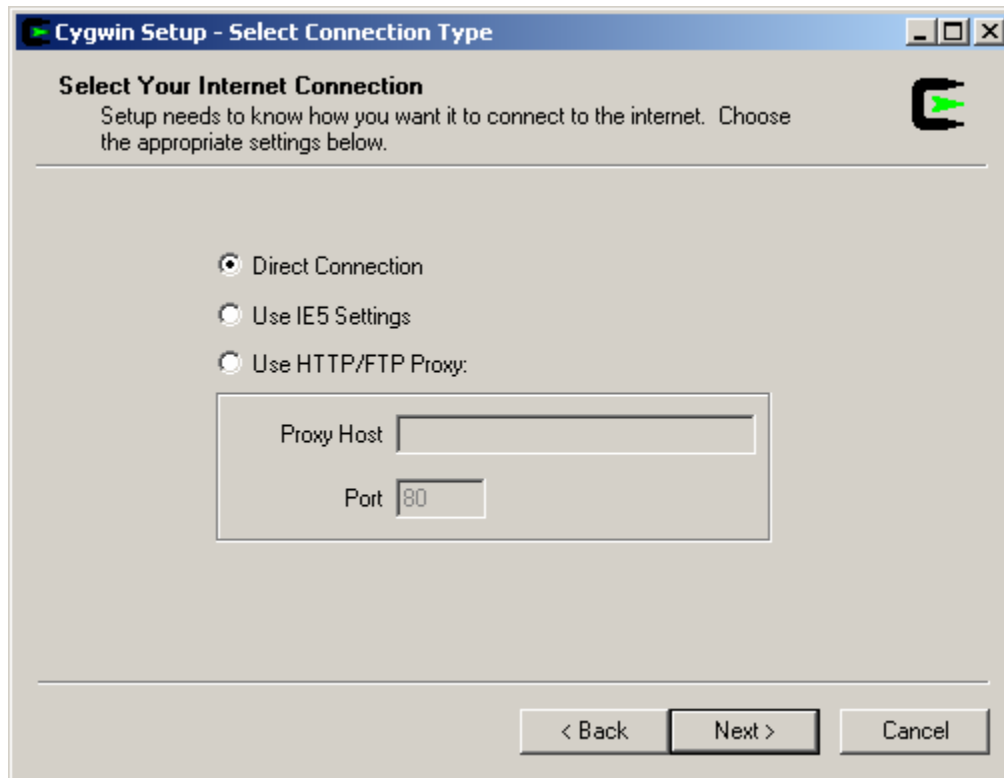 Cygwin Setup - Select Connection Type
Select Your Internet Connection
Setup needs to know how you want it to connect to the internet.  Choose
the appropriate settings below.
Direct Connection
Use IE5 Settings
Use HTTP/FTP Proxy:
Proxy Host
Port 80
< Back Next > Cancel